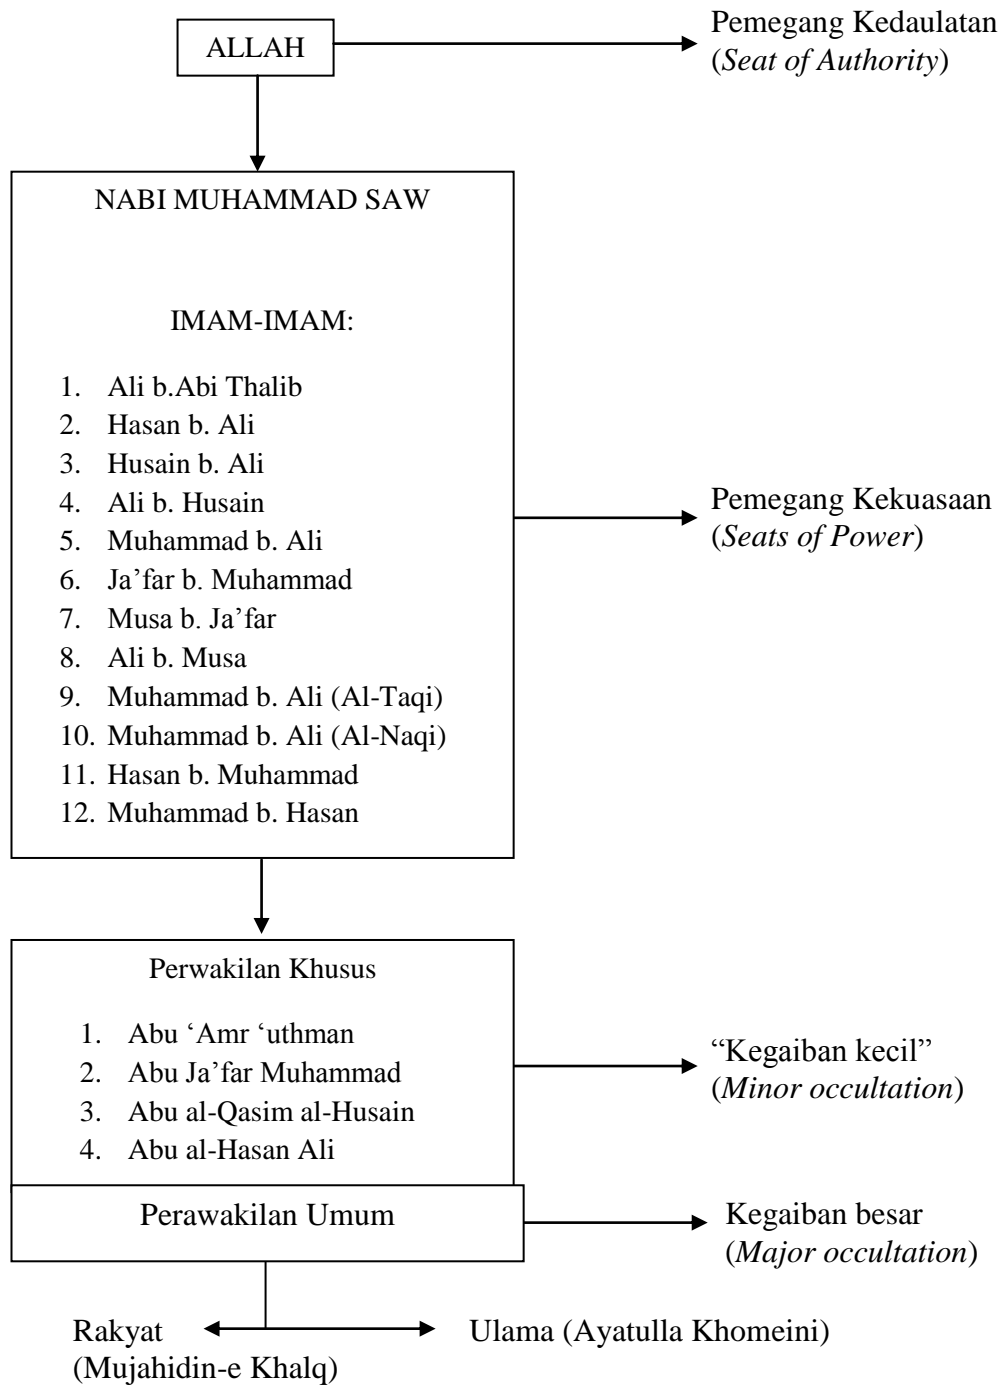 ALLAH
Pemegang Kedaulatan
(Seat of Authority)
NABI MUHAMMAD SAW
IMAM-IMAM:
1. Ali b.Abi Thalib
2. Hasan b. Ali
3. Husain b. Ali
4. Ali b. Husain
5. Muhammad b. Ali
6. Ja’far b. Muhammad
7. Musa b. Ja’far
8. Ali b. Musa
9. Muhammad b. Ali (Al-Taqi)
10. Muhammad b. Ali (Al-Naqi)
11. Hasan b. Muhammad
12. Muhammad b. Hasan
Pemegang Kekuasaan
(Seats of Power)
Perwakilan Khusus
1. Abu ‘Amr ‘uthman
2. Abu Ja’far Muhammad
3. Abu al-Qasim al-Husain
4. Abu al-Hasan Ali
“Kegaiban kecil”
(Minor occultation)
Perawakilan Umum
Kegaiban besar
(Major occultation)
Rakyat
(Mujahidin-e Khalq)
Ulama (Ayatulla Khomeini)